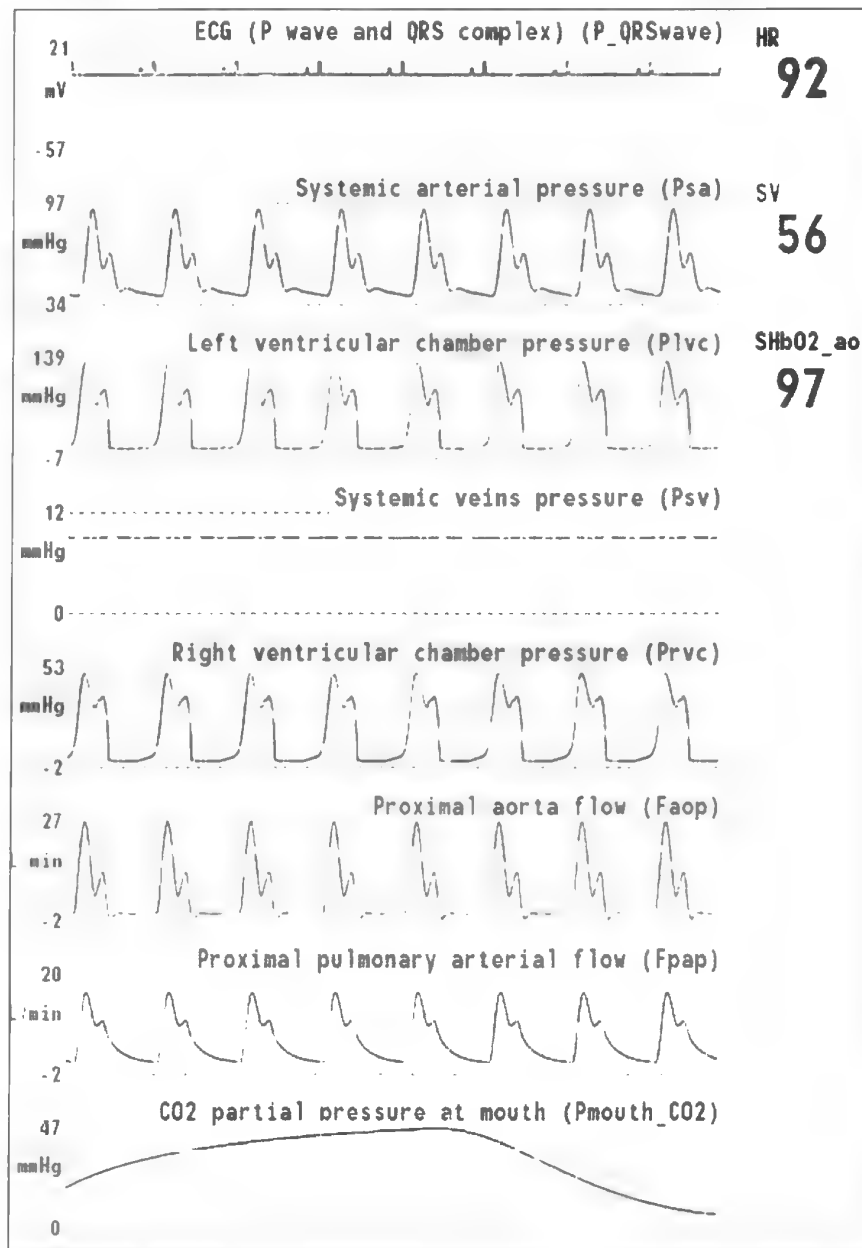 ECG (P wave and QRS complex) (P_QRSwave)
HR
21
92
mV
-57
Systemic arterial pressure (Psa)
SV
97
56
mmHg
34
Left ventricular chamber pressure (Plvc)
SHbO2_ao
139
97
mmHg
-7
Systemic veins pressure (Psv)
12
mmHg
0
Right ventricular chamber pressure (Prvc)
53
mmHg
-2
Proximal aorta flow (Faop)
27
min
-2
Proximal pulmonary arterial flow (Fpap)
20
/min
-2
CO2 partial pressure at mouth (Pmouth_CO2)
47
mmHg
0